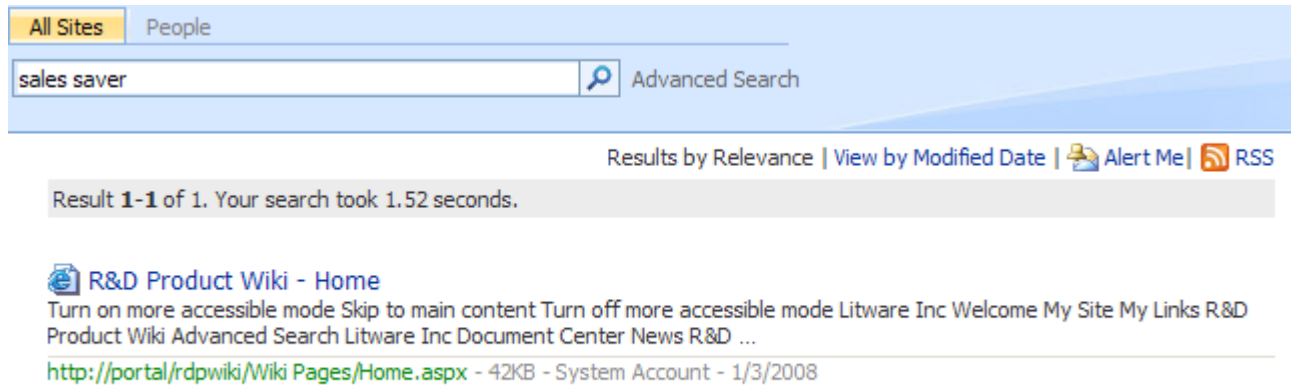 All Sites People
sales saver Advanced Search
Results by Relevance | View by Modified Date | Alert Me | RSS
Result 1-1 of 1. Your search took 1.52 seconds.
R&D Product Wiki - Home
Turn on more accessible mode Skip to main content Turn off more accessible mode Litware Inc Welcome My Site My Links R&D
Product Wiki Advanced Search Litware Inc Document Center News R&D ...
http://portal/rdpwiki/Wiki Pages/Home.aspx - 42KB - System Account - 1/3/2008